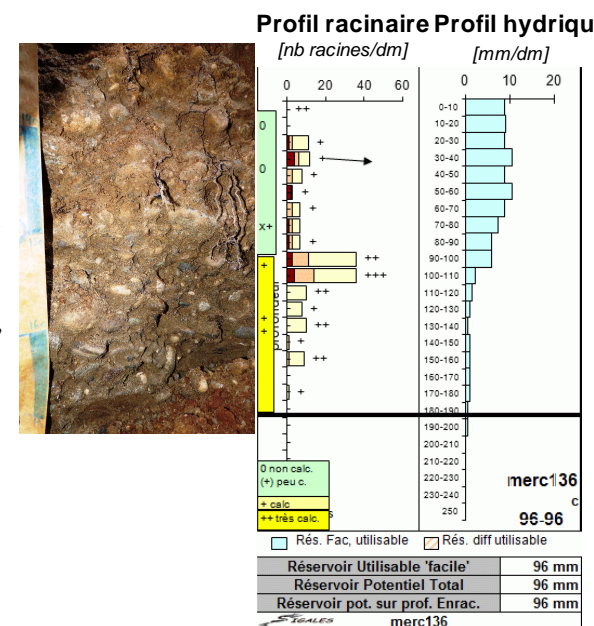 Profil racinaire Profil hydriqu
[nb racines/dm] [mm/dm]
0 20 40 60 0 10 20
0-10
10-20
20-30
30-40
40-50
50-60
60-70
70-80
80-90
90-100
100-110
110-120
120-130
130-140
140-150
150-160
160-170
170-180
180-190
190-200
200-210
210-220
220-230
230-240
250
++
+
+
+
+
+
+
++
+++
++
+
++
+
++
+
0
0
x+
+
+
+
profondeur
0 non calc.
(+) peu c.
+ calc
++ très calc.
s
merc136
c
96-96
Rés. Fac, utilisable Rés. diff utilisable
Réservoir Utilisable 'facile' 96 mm
Réservoir Potentiel Total 96 mm
Réservoir pot. sur prof. Enrac. 96 mm
SIGALES merc136